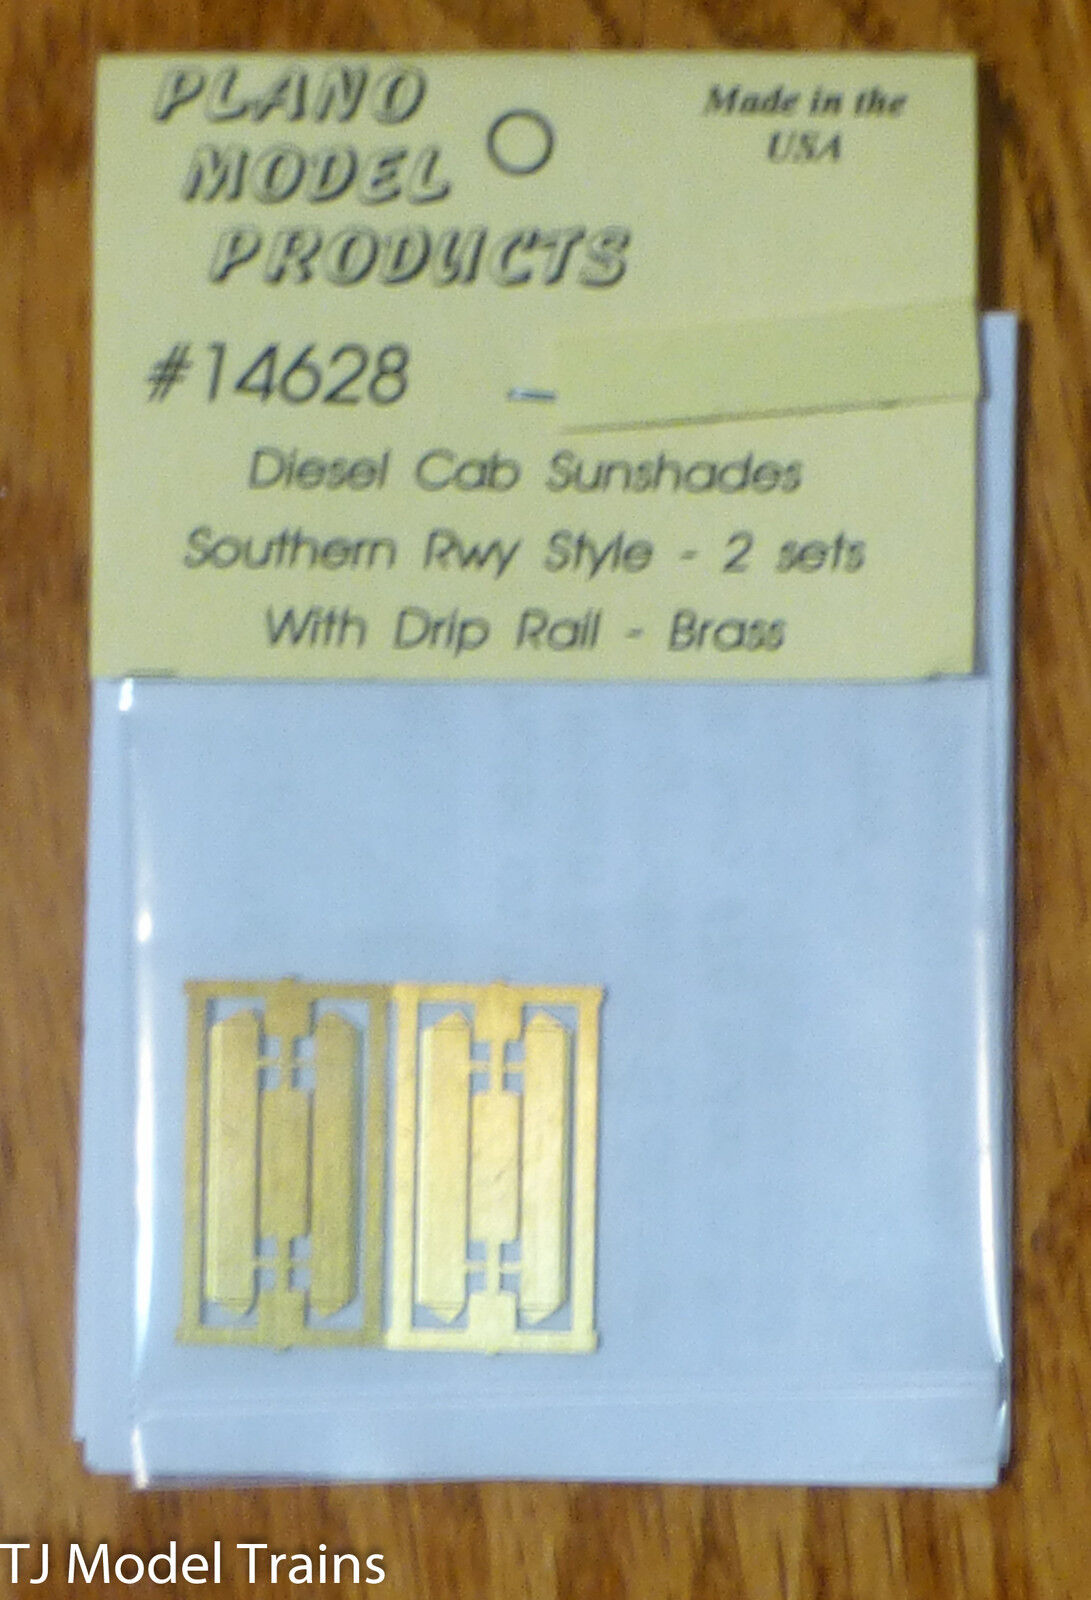 PLANO
MODEL
PRODUCTS
Made in the
USA
#14628
Diesel Cab Sunshades
Southern Rwy Style - 2 sets
With Drip Rail - Brass
TJ Model Trains